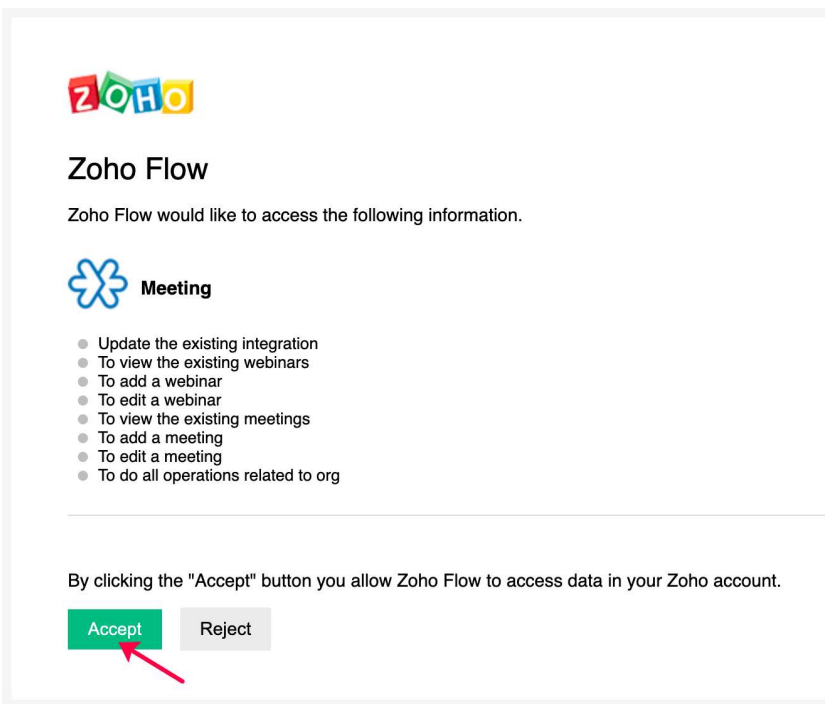 ZOHO
Zoho Flow
Zoho Flow would like to access the following information.
Meeting
Update the existing integration
To view the existing webinars
To add a webinar
To edit a webinar
To view the existing meetings
To add a meeting
To edit a meeting
To do all operations related to org
By clicking the "Accept" button you allow Zoho Flow to access data in your Zoho account.
Accept Reject